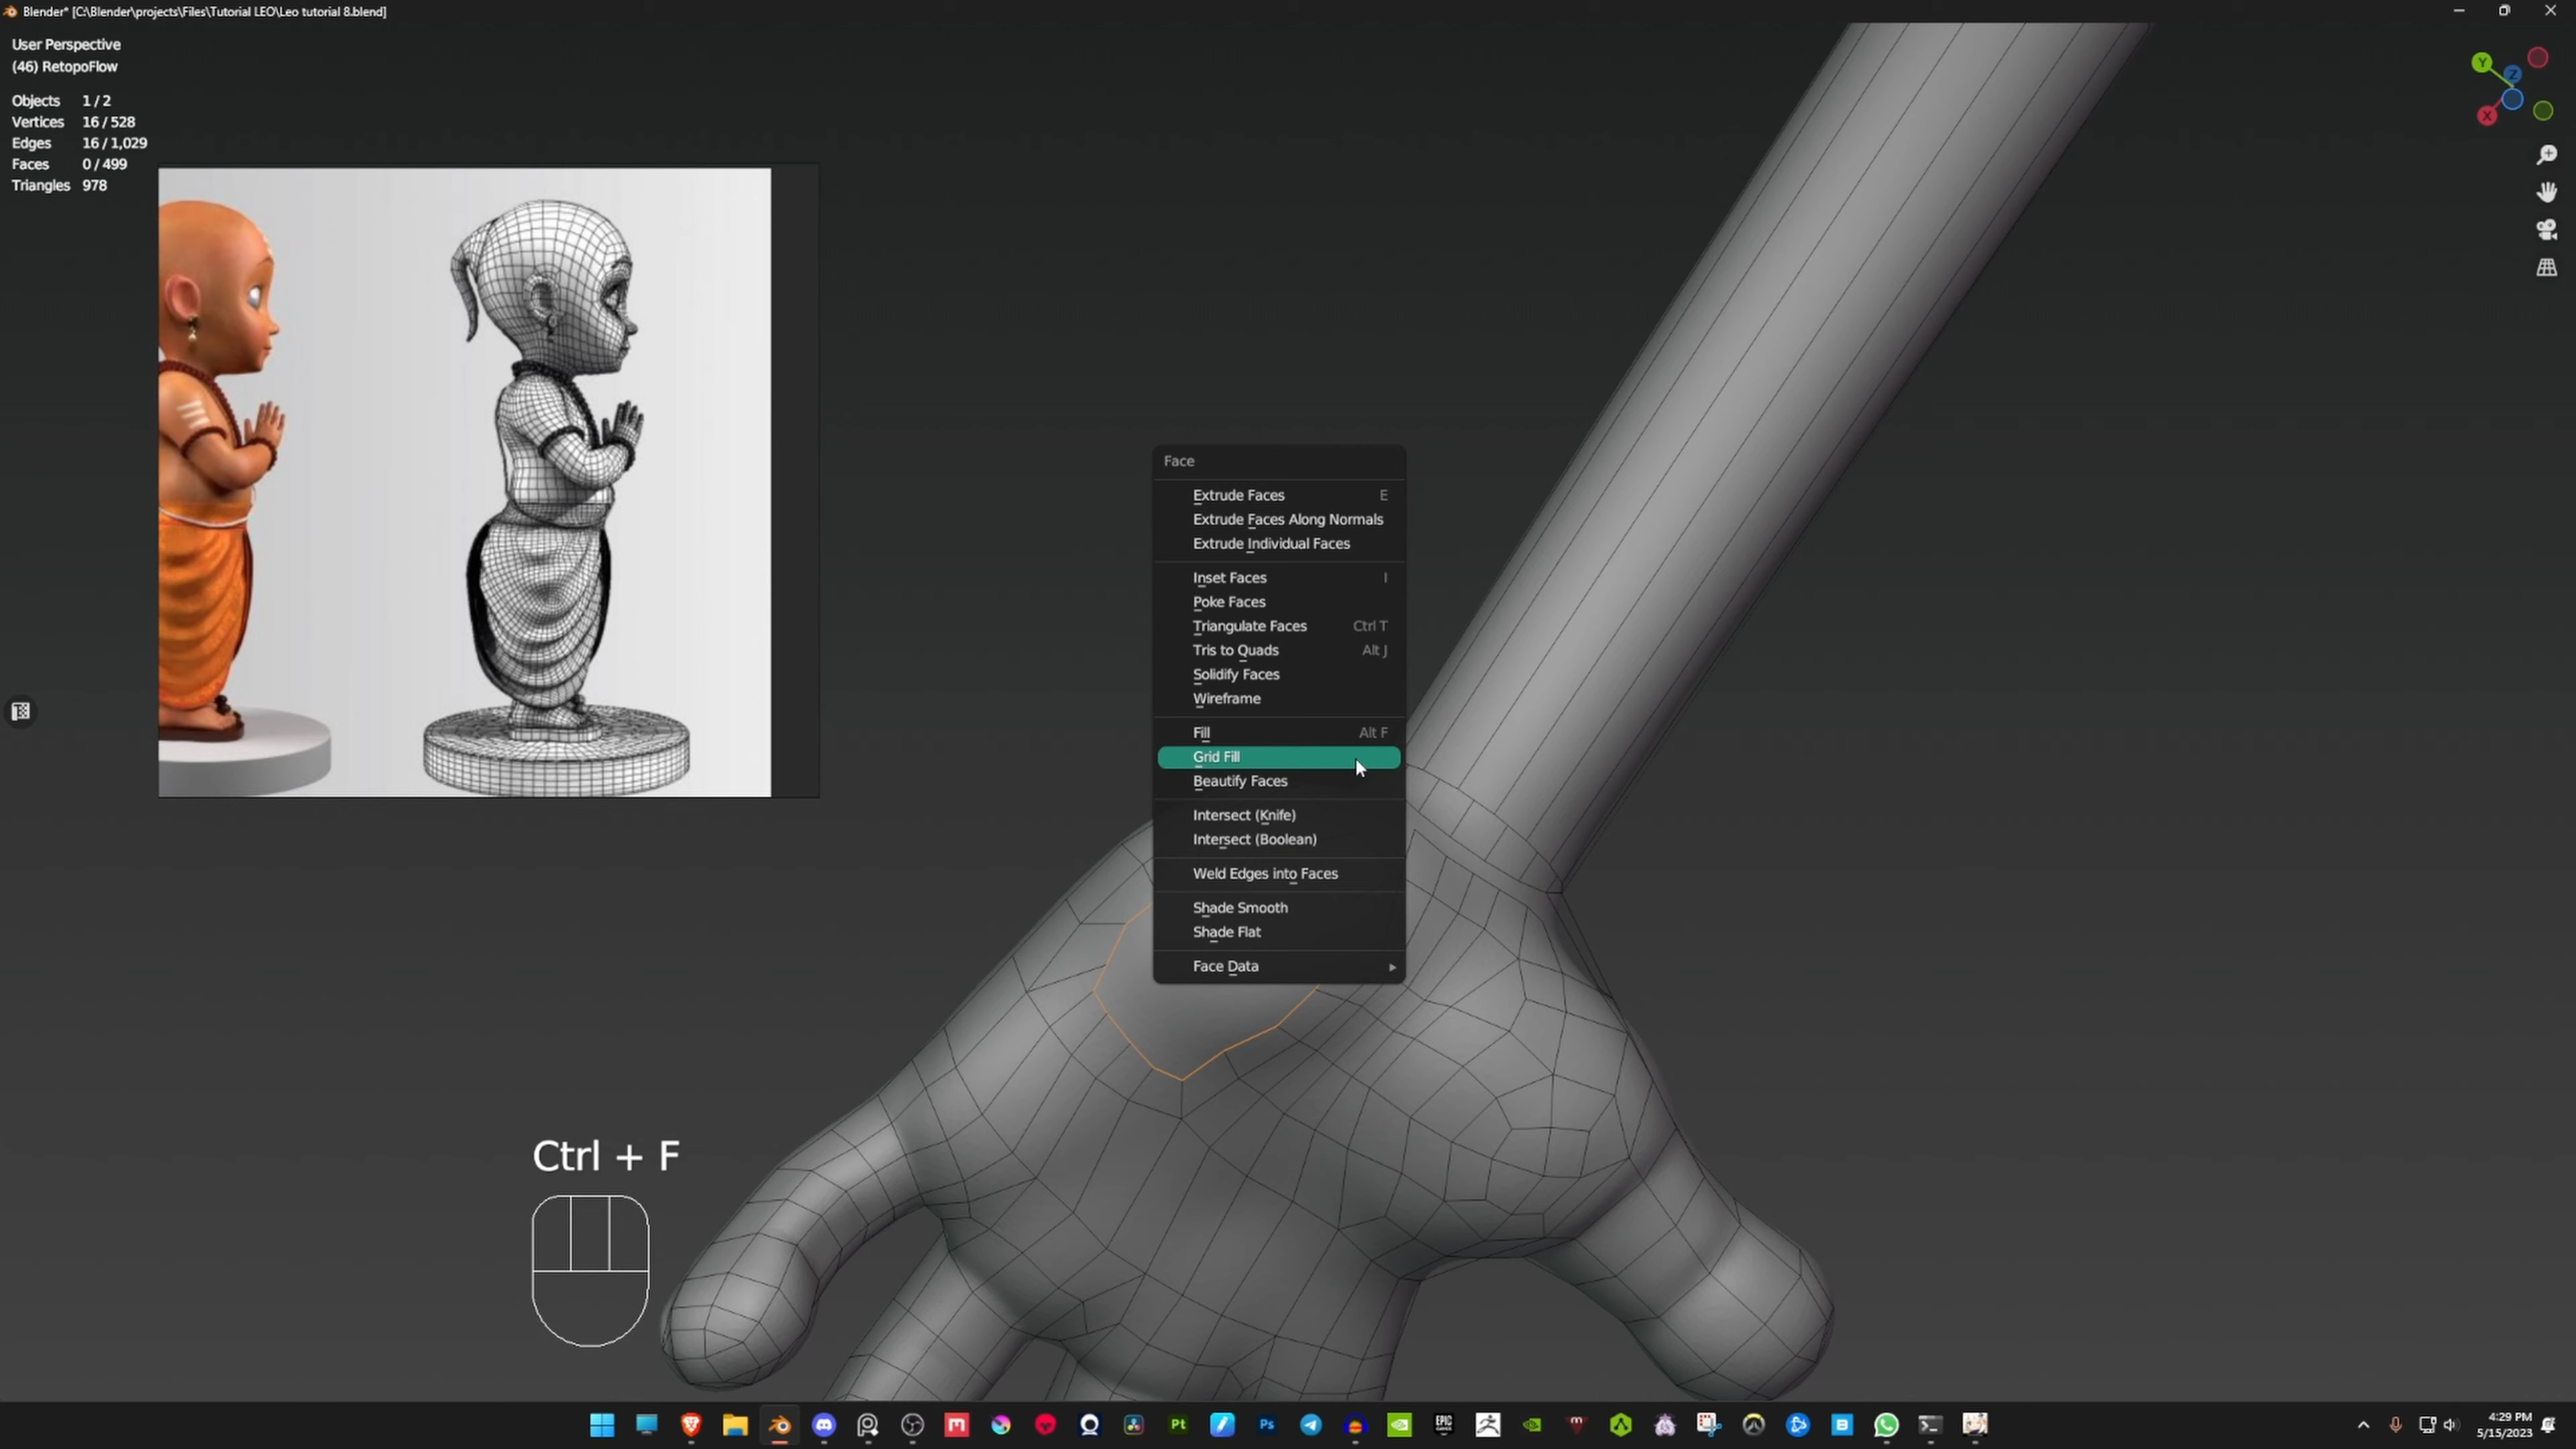 Blender* [C:\Blender\projects\Files\Tutorial LEO\Leo tutorial 8.blend]
User Perspective
(46) RetopoFlow
Objects 1 / 2
Vertices 16 / 528
Edges 16 / 1,029
Faces 0 / 499
Triangles 978
Y
Z
X
Face
Extrude Faces E
Extrude Faces Along Normals
Extrude Individual Faces
Inset Faces I
Poke Faces
Triangulate Faces Ctrl T
Tris to Quads Alt J
Solidify Faces
Wireframe
Fill Alt F
Grid Fill
Beautify Faces
Intersect (Knife)
Intersect (Boolean)
Weld Edges into Faces
Shade Smooth
Shade Flat
Face Data
Ctrl + F
Pt
Ps
EPIC GAMES
4:29 PM
5/15/2023